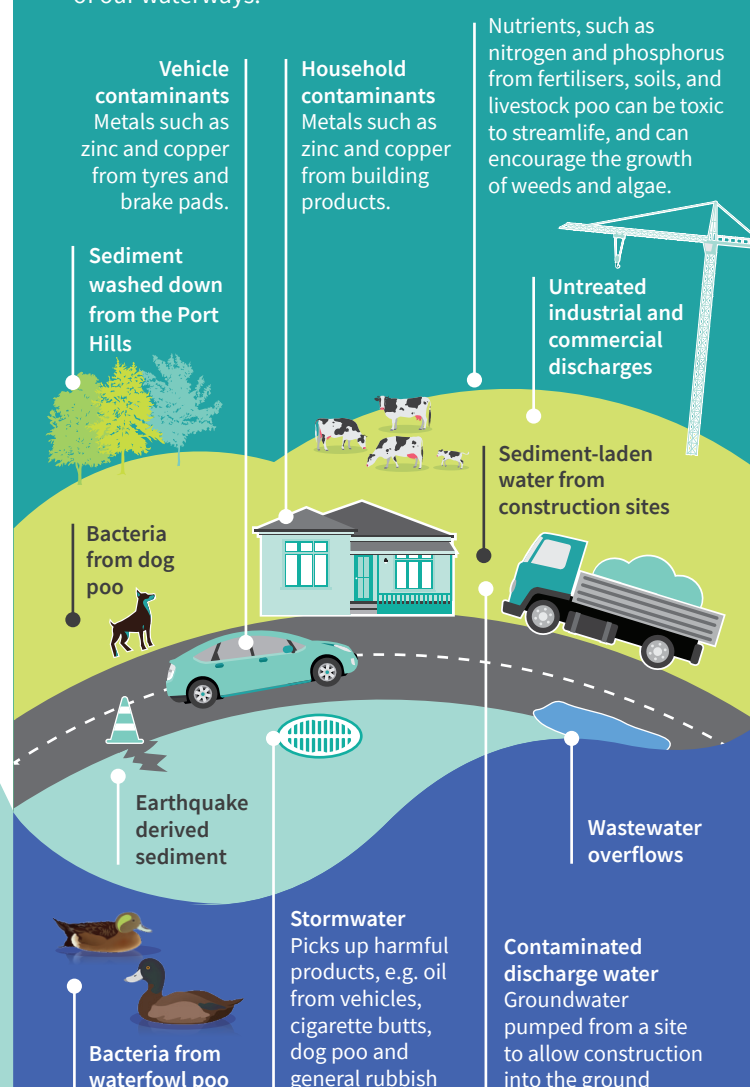 of our waterways.
Vehicle
contaminants
Metals such as
zinc and copper
from tyres and
brake pads.
Household
contaminants
Metals such as
zinc and copper
from building
products.
Nutrients, such as
nitrogen and phosphorus
from fertilisers, soils, and
livestock poo can be toxic
to streamlife, and can
encourage the growth
of weeds and algae.
Sediment
washed down
from the Port
Hills
Untreated
industrial and
commercial
discharges
Sediment-laden
water from
construction sites
Bacteria
from dog
poo
Earthquake
derived
sediment
Wastewater
overflows
Stormwater
Picks up harmful
products, e.g. oil
from vehicles,
cigarette butts,
dog poo and
general rubbish
Contaminated
discharge water
Groundwater
pumped from a site
to allow construction
into the ground
Bacteria from
waterfowl poo